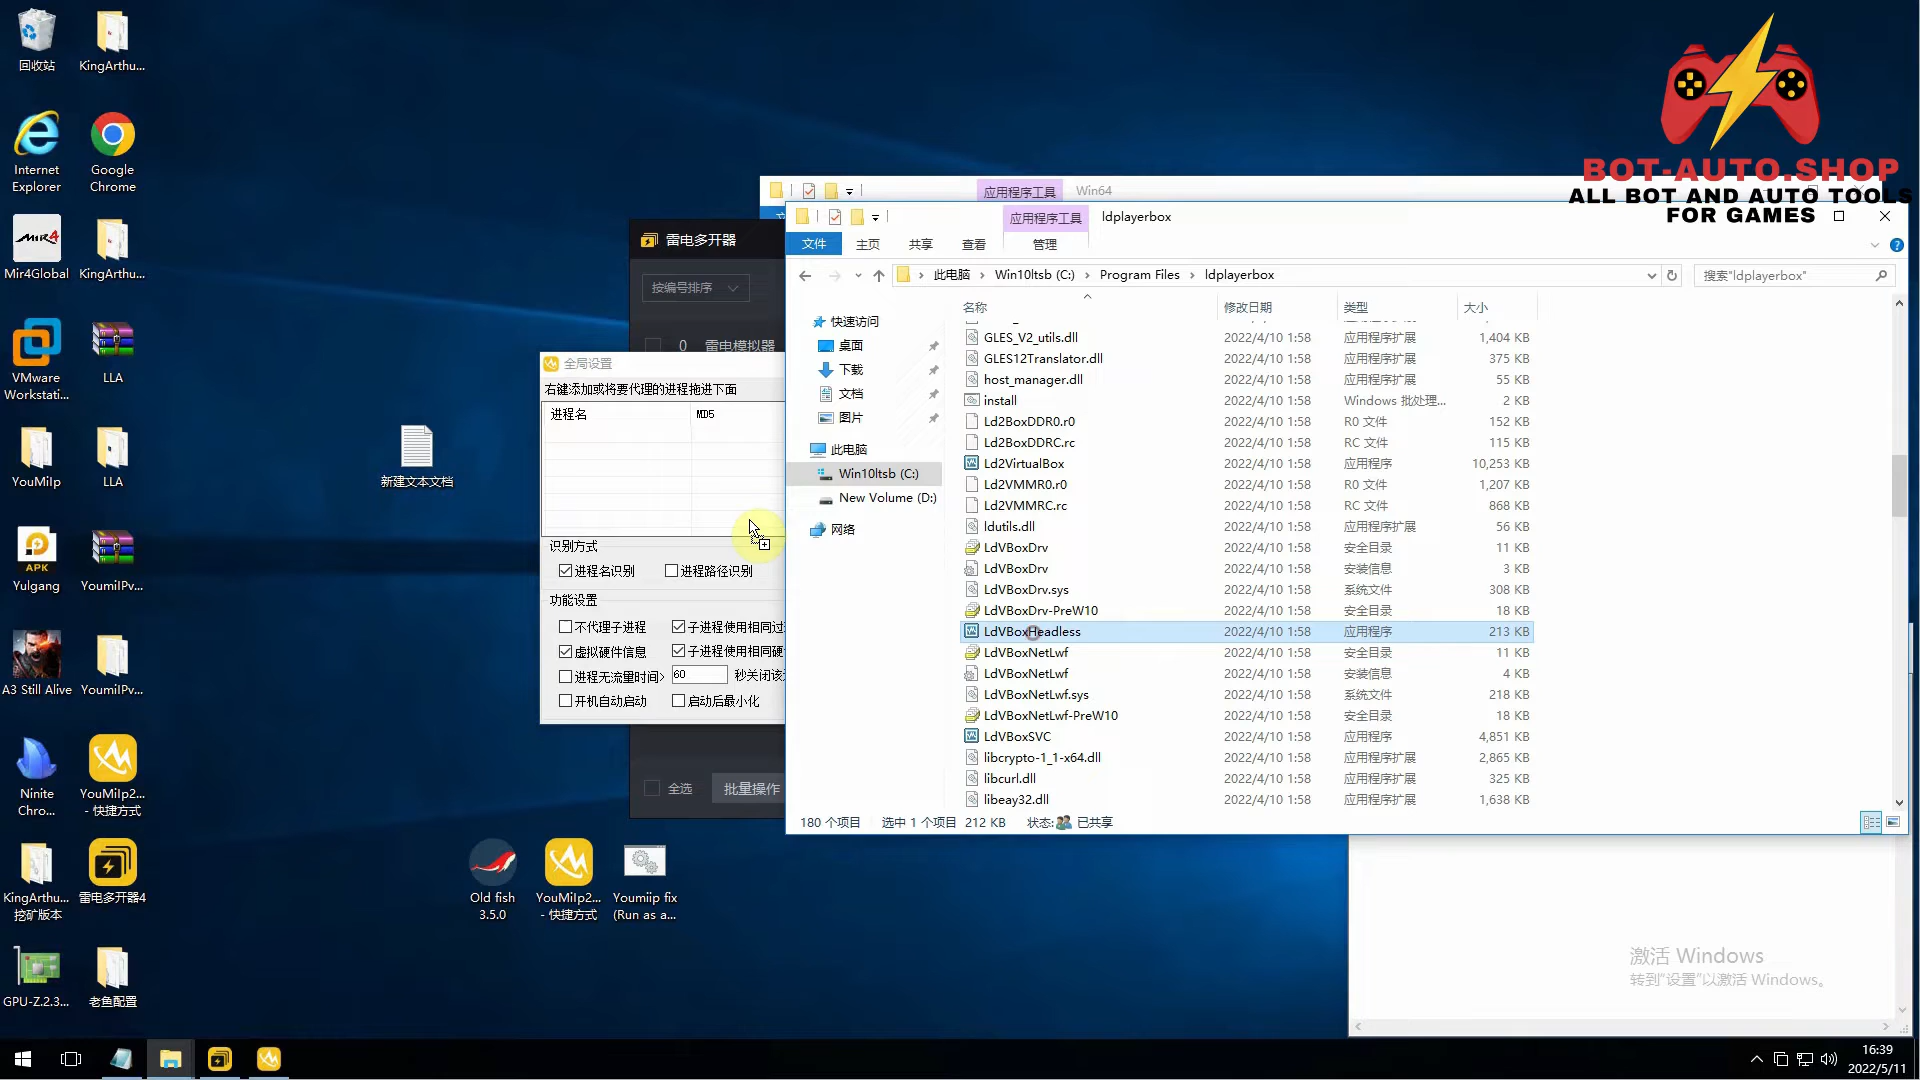 回收站
KingArthu...
Internet
Explorer
Google
Chrome
MIR4
Mir4Global
KingArthu...
VMware
Workstati...
LLA
YouMiIp
LLA
APK
Yulgang
YoumiIPv...
A3 Still Alive
YoumiIPv...
Ninite
Chro...
YouMiIp2...
- 快捷方式
KingArthu...
挖矿版本
雷电多开器4
GPU-Z.2.3...
老鱼配置
新建文本文档
Old fish
3.5.0
YouMiIp2...
- 快捷方式
Youmiip fix
(Run as a...
BOT-AUTO.SHOP
ALL BOT AND AUTO TOOLS
FOR GAMES
应用程序工具
Win64
雷电多开器
按编号排序
0 雷电模拟器
全选
批量操作
全局设置
右键添加或将要代理的进程拖进下面
进程名
MD5
识别方式
进程名识别
进程路径识别
功能设置
不代理子进程
子进程使用相同过
虚拟硬件信息
子进程使用相同硬
进程无流量时间>
60
秒关闭该
开机自动启动
启动后最小化
应用程序工具
ldplayerbox
文件
主页
共享
查看
管理
此电脑 › Win10ltsb (C:) › Program Files › ldplayerbox
搜索"ldplayerbox"
快速访问
桌面
下载
文档
图片
此电脑
Win10ltsb (C:)
New Volume (D:)
网络
名称 修改日期 类型 大小
GLES_V2_utils.dll 2022/4/10 1:58 应用程序扩展 1,404 KB
GLES12Translator.dll 2022/4/10 1:58 应用程序扩展 375 KB
host_manager.dll 2022/4/10 1:58 应用程序扩展 55 KB
install 2022/4/10 1:58 Windows 批处理... 2 KB
Ld2BoxDDR0.r0 2022/4/10 1:58 R0 文件 152 KB
Ld2BoxDDRC.rc 2022/4/10 1:58 RC 文件 115 KB
Ld2VirtualBox 2022/4/10 1:58 应用程序 10,253 KB
Ld2VMMR0.r0 2022/4/10 1:58 R0 文件 1,207 KB
Ld2VMMRC.rc 2022/4/10 1:58 RC 文件 868 KB
ldutils.dll 2022/4/10 1:58 应用程序扩展 56 KB
LdVBoxDrv 2022/4/10 1:58 安全目录 11 KB
LdVBoxDrv 2022/4/10 1:58 安装信息 3 KB
LdVBoxDrv.sys 2022/4/10 1:58 系统文件 308 KB
LdVBoxDrv-PreW10 2022/4/10 1:58 安全目录 18 KB
LdVBoxHeadless 2022/4/10 1:58 应用程序 213 KB
LdVBoxNetLwf 2022/4/10 1:58 安全目录 11 KB
LdVBoxNetLwf 2022/4/10 1:58 安装信息 4 KB
LdVBoxNetLwf.sys 2022/4/10 1:58 系统文件 218 KB
LdVBoxNetLwf-PreW10 2022/4/10 1:58 安全目录 18 KB
LdVBoxSVC 2022/4/10 1:58 应用程序 4,851 KB
libcrypto-1_1-x64.dll 2022/4/10 1:58 应用程序扩展 2,865 KB
libcurl.dll 2022/4/10 1:58 应用程序扩展 325 KB
libeay32.dll 2022/4/10 1:58 应用程序扩展 1,638 KB
180 个项目 选中 1 个项目 212 KB 状态: 已共享
激活 Windows
转到"设置"以激活 Windows。
16:39
2022/5/11